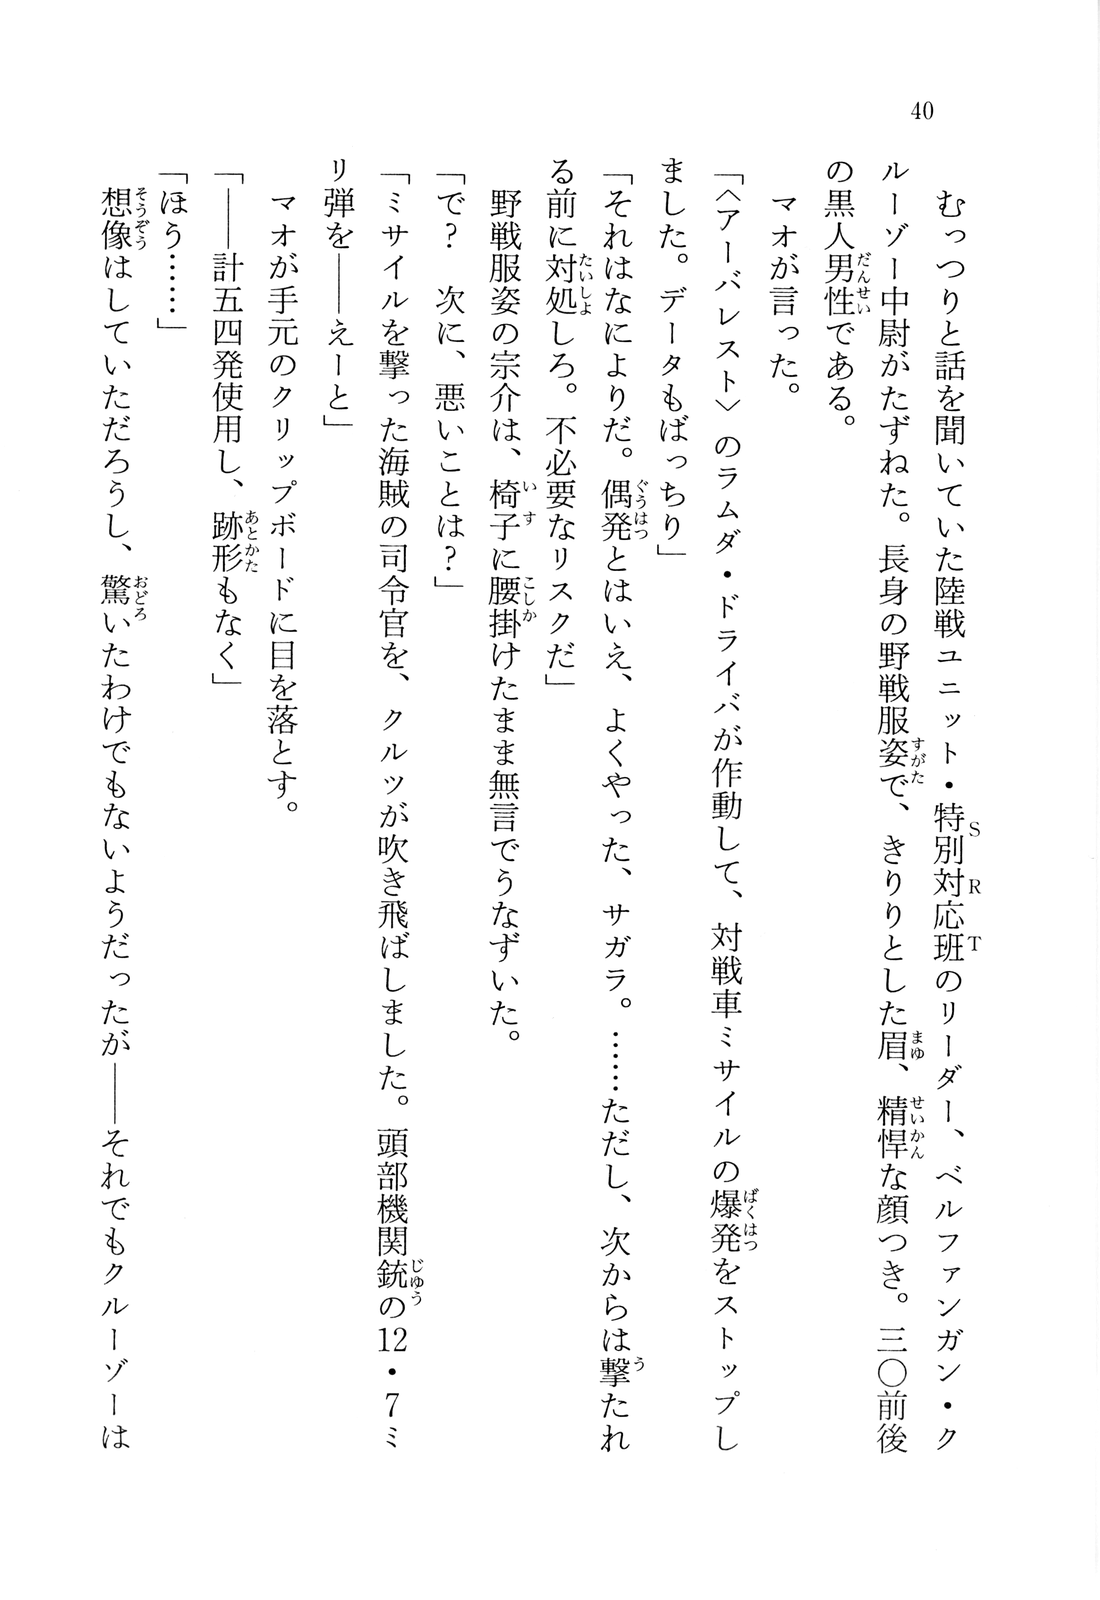 40
むっつりと話を聞いていた陸戦ユニット・特別対応班のリーダー、ベルファンガン・ク
ルーゾー中尉がたずねた。長身の野戦服姿で、きりりとした眉、精悍な顔つき。三〇前後
の黒人男性である。
マオが言った。
「〈アーバレスト〉のラムダ・ドライバが作動して、対戦車ミサイルの爆発をストップし
ました。データもばっちり」
「それはなによりだ。偶発とはいえ、よくやった、サガラ。……ただし、次からは撃たれ
る前に対処しろ。不必要なリスクだ」
野戦服姿の宗介は、椅子に腰掛けたまま無言でうなずいた。
「で？　次に、悪いことは？」
「ミサイルを撃った海賊の司令官を、クルツが吹き飛ばしました。頭部機関銃の12・7ミ
リ弾を――えーと」
マオが手元のクリップボードに目を落とす。
「――計五四発使用し、跡形もなく」
「ほう……」
想像はしていただろうし、驚いたわけでもないようだったが――それでもクルーゾーは